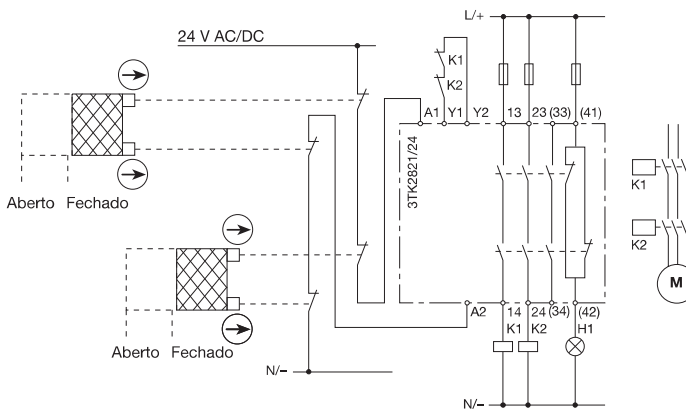 L/+
24 V AC/DC
K1
K2
A1 Y1 Y2 13 23 (33) (41)
3TK2821/24
Aberto Fechado
K1
K2
M
A2 14 24 (34) (42)
K1 K2 H1
Aberto Fechado
N/–
N/–